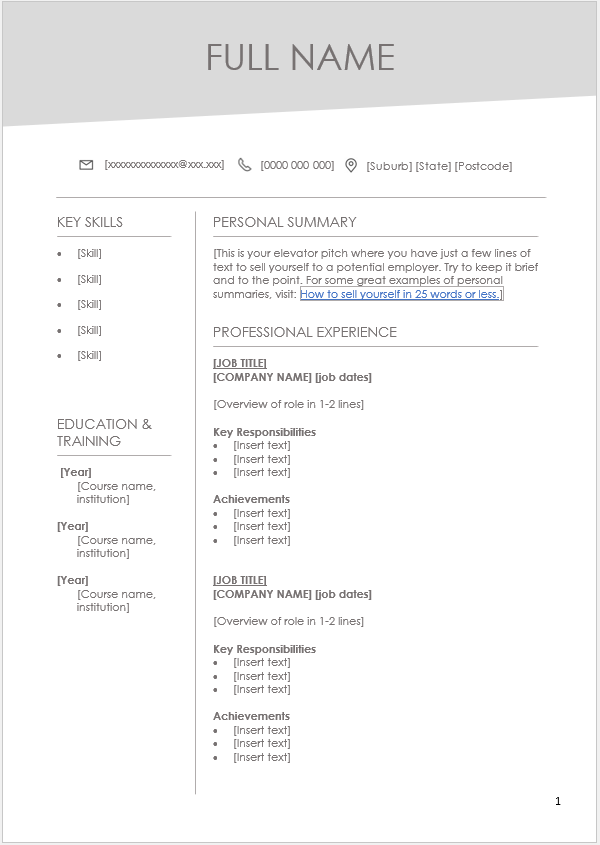 FULL NAME
[xxxxxxxxxxxxx@xxx.xxx] [0000 000 000] [Suburb] [State] [Postcode]
KEY SKILLS
• [Skill]
• [Skill]
• [Skill]
• [Skill]
• [Skill]
EDUCATION &
TRAINING
[Year]
[Course name,
institution]
[Year]
[Course name,
institution]
[Year]
[Course name,
institution]
PERSONAL SUMMARY
[This is your elevator pitch where you have just a few lines of
text to sell yourself to a potential employer. Try to keep it brief
and to the point. For some great examples of personal
summaries, visit: How to sell yourself in 25 words or less.]
PROFESSIONAL EXPERIENCE
[JOB TITLE]
[COMPANY NAME] [job dates]
[Overview of role in 1-2 lines]
Key Responsibilities
• [Insert text]
• [Insert text]
• [Insert text]
Achievements
• [Insert text]
• [Insert text]
• [Insert text]
[JOB TITLE]
[COMPANY NAME] [job dates]
[Overview of role in 1-2 lines]
Key Responsibilities
• [Insert text]
• [Insert text]
• [Insert text]
Achievements
• [Insert text]
• [Insert text]
• [Insert text]
1